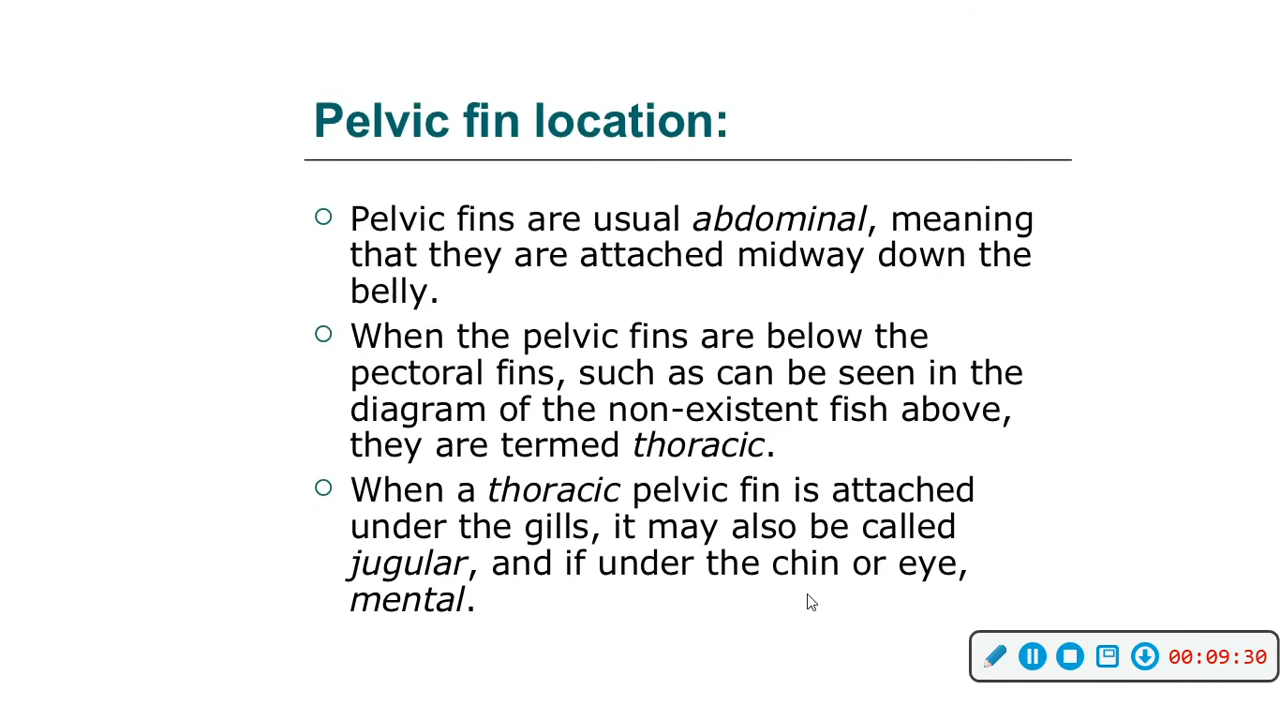 Pelvic fin location:
Pelvic fins are usual abdominal, meaning
that they are attached midway down the
belly.
When the pelvic fins are below the
pectoral fins, such as can be seen in the
diagram of the non-existent fish above,
they are termed thoracic.
When a thoracic pelvic fin is attached
under the gills, it may also be called
jugular, and if under the chin or eye,
mental.
00:09:30